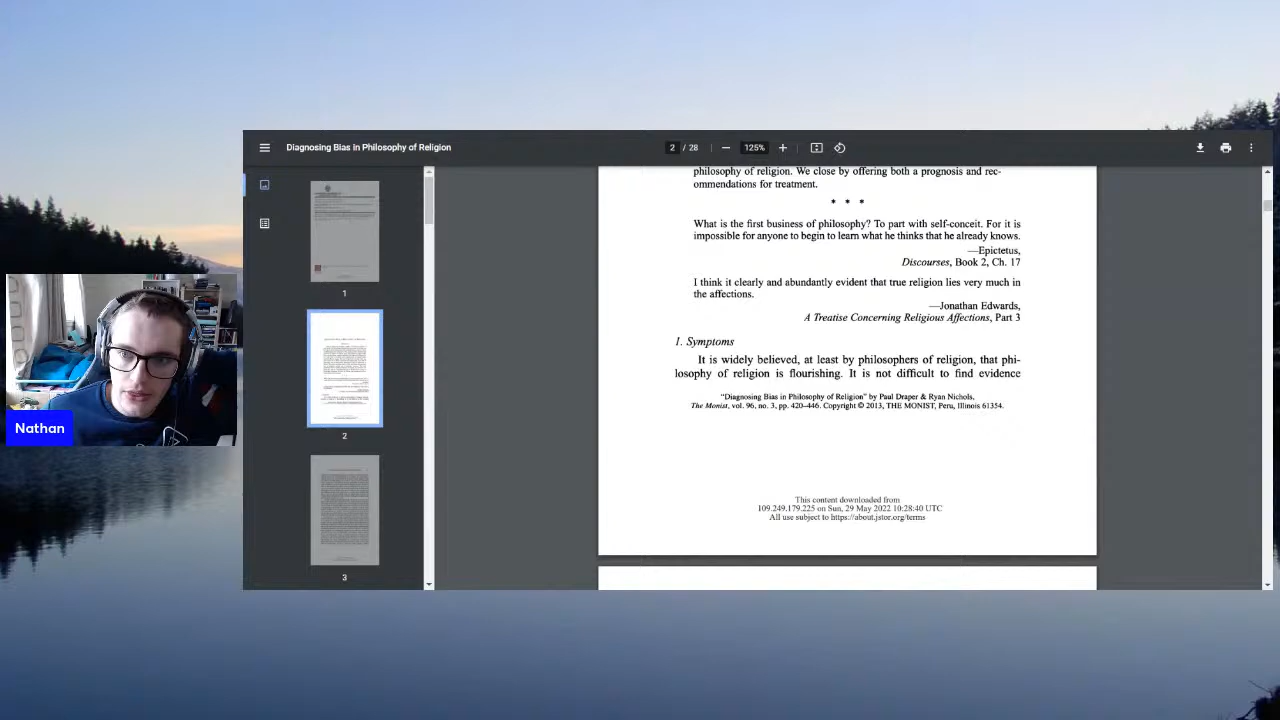 Diagnosing Bias in Philosophy of Religion
2 / 28
125%
philosophy of religion. We close by offering both a prognosis and rec-
ommendations for treatment.
* * *
What is the first business of philosophy? To part with self-conceit. For it is
impossible for anyone to begin to learn what he thinks that he already knows.
—Epictetus,
Discourses, Book 2, Ch. 17
I think it clearly and abundantly evident that true religion lies very much in
the affections.
—Jonathan Edwards,
A Treatise Concerning Religious Affections, Part 3
1. Symptoms
It is widely believed, at least by philosophers of religion, that phi-
losophy of religion is flourishing. It is not difficult to find evidence
“Diagnosing Bias in Philosophy of Religion” by Paul Draper & Ryan Nichols.
The Monist, vol. 96, no. 3, pp. 420–446. Copyright © 2013, THE MONIST, Peru, Illinois 61354.
This content downloaded from
109.249.179.225 on Sun, 29 May 2022 10:28:40 UTC
All use subject to https://about.jstor.org/terms
1
2
3
Nathan